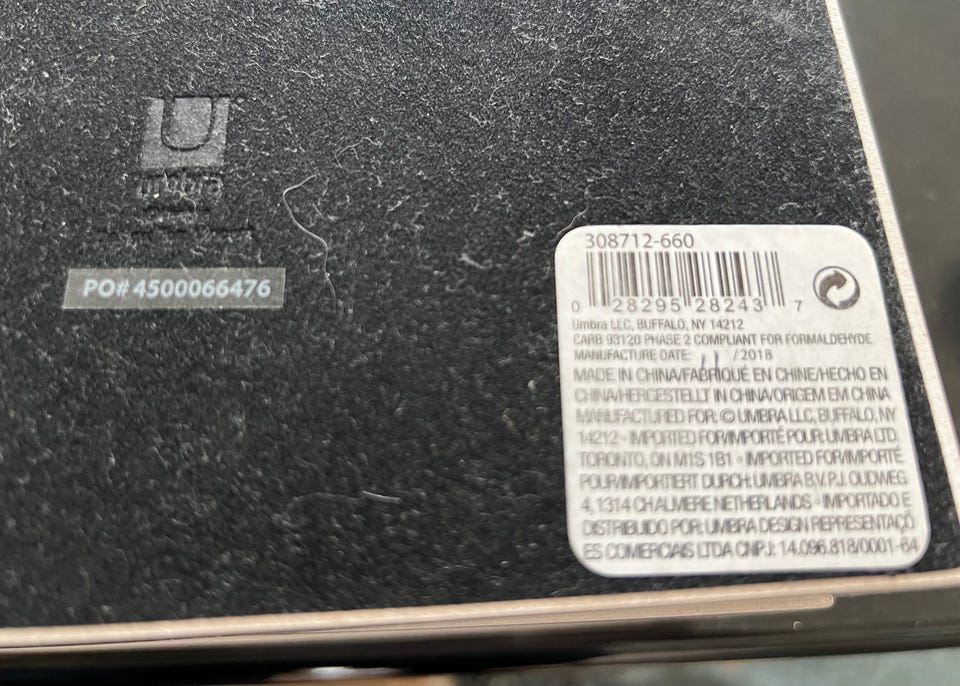 umbra
PO# 4500066476
308712-660
0 28295 28243 7
Umbra LLC, BUFFALO, NY 14212
CARB 93120 PHASE 2 COMPLIANT FOR FORMALDEHYDE
MANUFACTURE DATE: 11 /2018
MADE IN CHINA/FABRIQUÉ EN CHINE/HECHO EN
CHINA/HERGESTELLT IN CHINA/ORIGEM EM CHINA
MANUFACTURED FOR: © UMBRA LLC, BUFFALO, NY
14212 • IMPORTED FOR/IMPORTÉ POUR: UMBRA LTD.
TORONTO, ON M1S 1B1 • IMPORTED FOR/IMPORTÉ
POUR/IMPORTIERT DURCH: UMBRA B.V. P.J. OUDWEG
4, 1314 CH ALMERE NETHERLANDS • IMPORTADO E
DISTRIBUIDO POR: UMBRA DESIGN REPRESENTAÇÕ
ES COMERCIAIS LTDA CNPJ: 14.096.818/0001-64